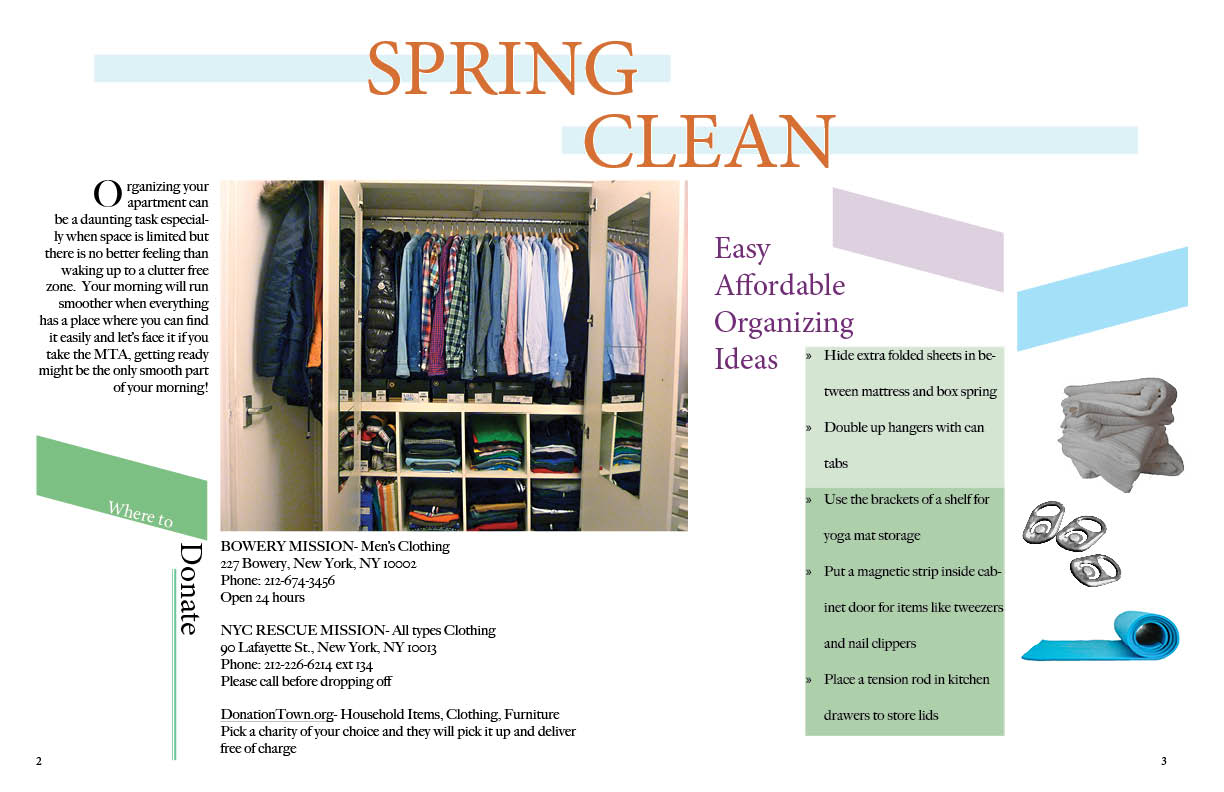 SPRING
CLEAN
Organizing your
apartment can
be a daunting task especial-
ly when space is limited but
there is no better feeling than
waking up to a clutter free
zone.  Your morning will run
smoother when everything
has a place where you can find
it easily and let's face it if you
take the MTA, getting ready
might be the only smooth part
of your morning!
Where to
Donate
BOWERY MISSION- Men's Clothing
227 Bowery, New York, NY 10002
Phone: 212-674-3456
Open 24 hours
NYC RESCUE MISSION- All types Clothing
90 Lafayette St., New York, NY 10013
Phone: 212-226-6214 ext 134
Please call before dropping off
DonationTown.org- Household Items, Clothing, Furniture
Pick a charity of your choice and they will pick it up and deliver
free of charge
Easy
Affordable
Organizing
Ideas
» Hide extra folded sheets in be-
tween mattress and box spring
» Double up hangers with can
tabs
» Use the brackets of a shelf for
yoga mat storage
» Put a magnetic strip inside cab-
inet door for items like tweezers
and nail clippers
» Place a tension rod in kitchen
drawers to store lids
2
3